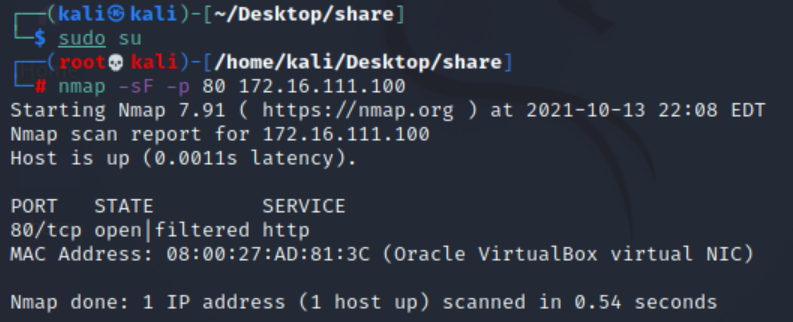 ┌──(kali㉿kali)-[~/Desktop/share]
└─$ sudo su
┌──(root💀kali)-[/home/kali/Desktop/share]
└─# nmap -sF -p 80 172.16.111.100
Starting Nmap 7.91 ( https://nmap.org ) at 2021-10-13 22:08 EDT
Nmap scan report for 172.16.111.100
Host is up (0.0011s latency).

PORT   STATE         SERVICE
80/tcp open|filtered http
MAC Address: 08:00:27:AD:81:3C (Oracle VirtualBox virtual NIC)

Nmap done: 1 IP address (1 host up) scanned in 0.54 seconds